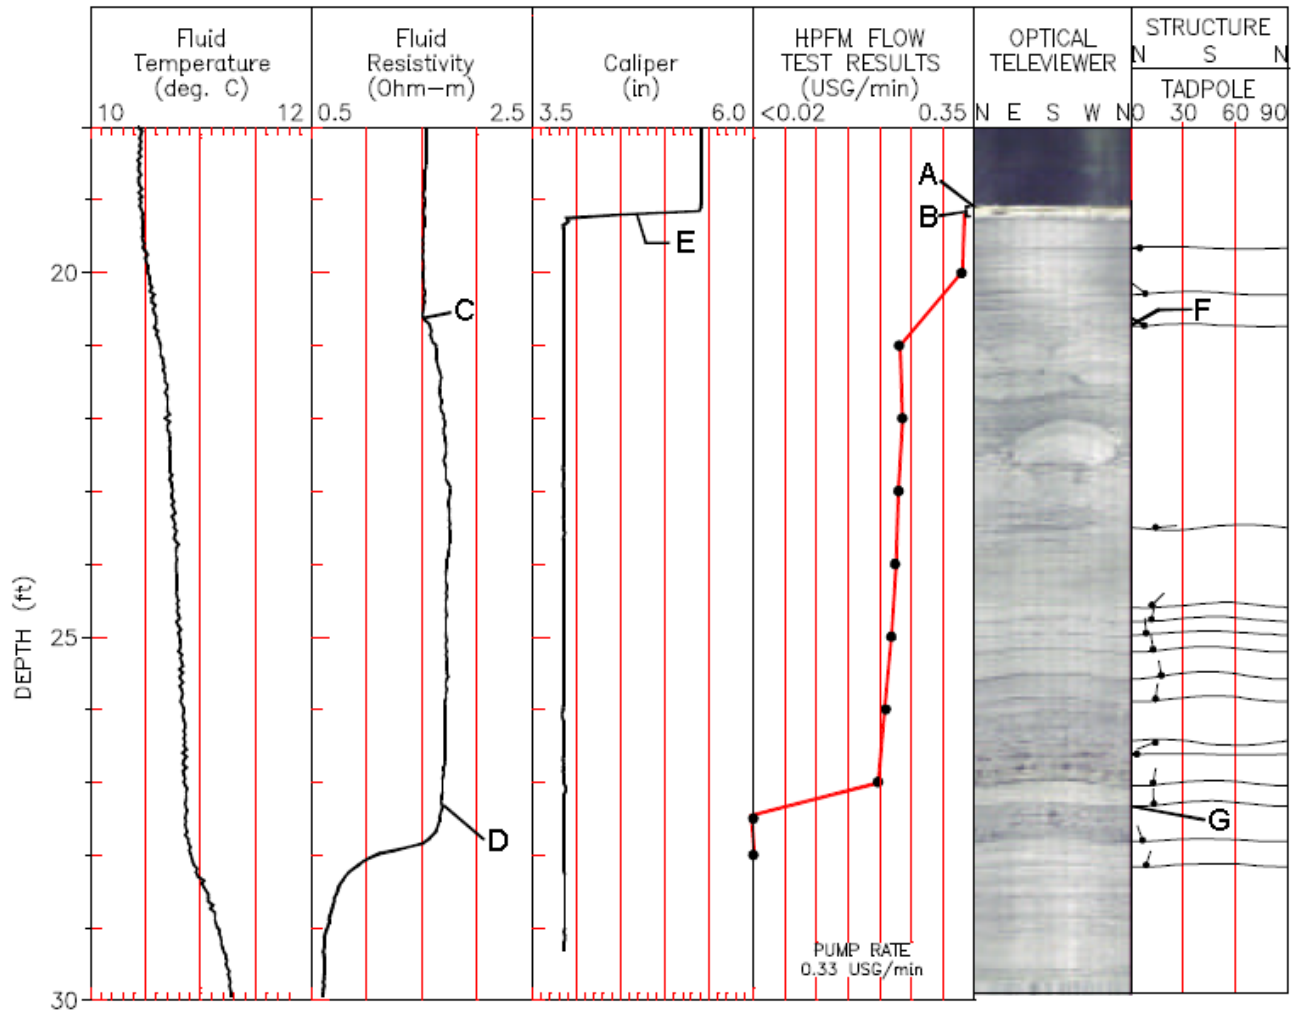 Fluid
Temperature
(deg. C)
10 12
Fluid
Resistivity
(Ohm-m)
0.5 2.5
Caliper
(in)
3.5 6.0
HPFM FLOW
TEST RESULTS
(USG/min)
<0.02 0.35
OPTICAL
TELEVIEWER
N E S W N
STRUCTURE
N S N
TADPOLE
0 30 60 90
A
B
E
C
F
20
DEPTH (ft)
25
D
G
PUMP RATE
0.33 USG/min
30